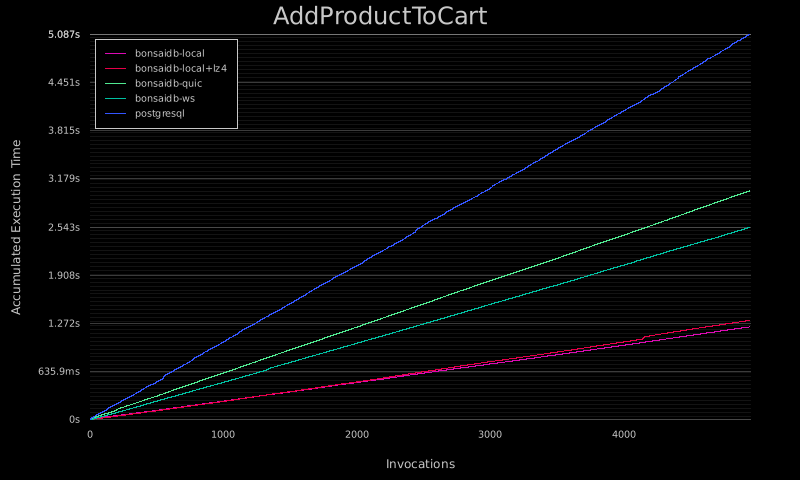 AddProductToCart
5.087s
4.451s
3.815s
3.179s
2.543s
1.908s
1.272s
635.9ms
0s
Accumulated Execution Time
bonsaidb-local
bonsaidb-local+lz4
bonsaidb-quic
bonsaidb-ws
postgresql
0
1000
2000
3000
4000
Invocations